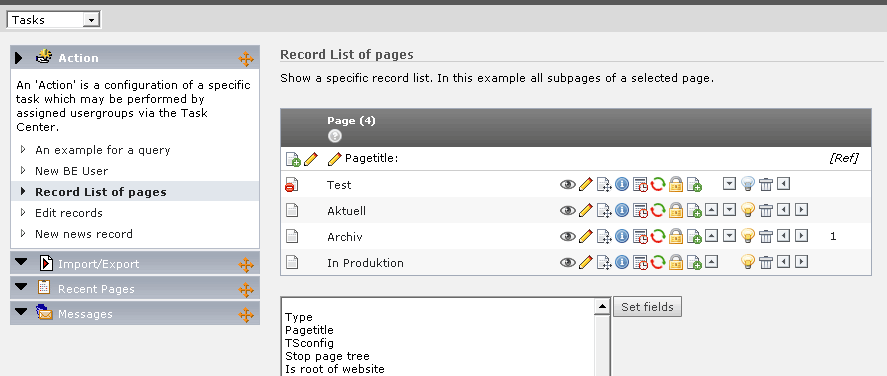 Tasks
Action
An 'Action' is a configuration of a specific
task which may be performed by
assigned usergroups via the Task
Center.
An example for a query
New BE User
Record List of pages
Edit records
New news record
Import/Export
Recent Pages
Messages
Record List of pages
Show a specific record list. In this example all subpages of a selected page.
Page (4)
Pagetitle: [Ref]
Test
Aktuell
Archiv 1
In Produktion
Type
Pagetitle
TSconfig
Stop page tree
Is root of website
Set fields